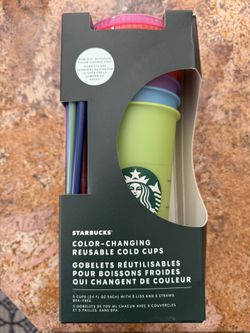 STARBUCKS®
COLOR-CHANGING
REUSABLE COLD CUPS
GOBELETS RÉUTILISABLES
POUR BOISSONS FROIDES
QUI CHANGENT DE COULEUR
5 CUPS (24 FL OZ EACH) WITH 5 LIDS AND 5 STRAWS.
BPA-FREE.
5 GOBELETS DE 709 ML CHACUN AVEC 5 COUVERCLES
ET 5 PAILLES. SANS BPA.